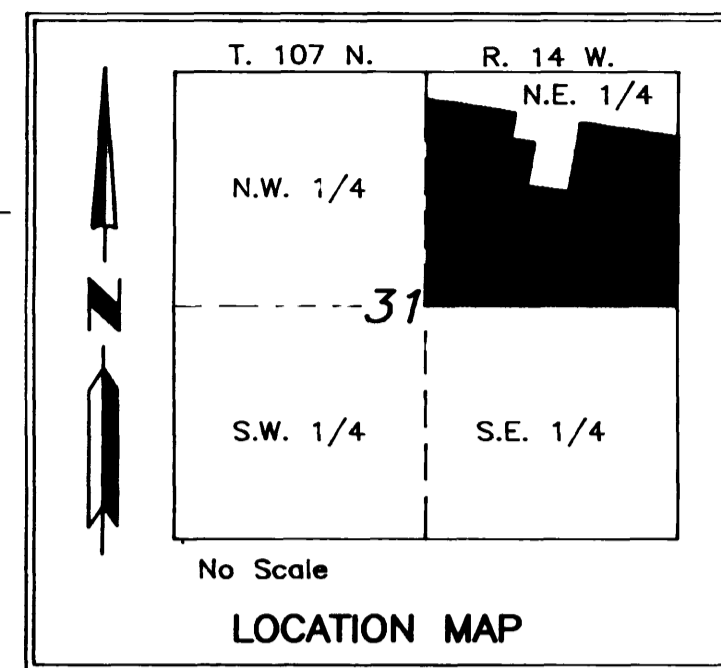 T. 107 N. R. 14 W.
N.E. 1/4
N.W. 1/4
N
31
S.W. 1/4 S.E. 1/4
No Scale
LOCATION MAP